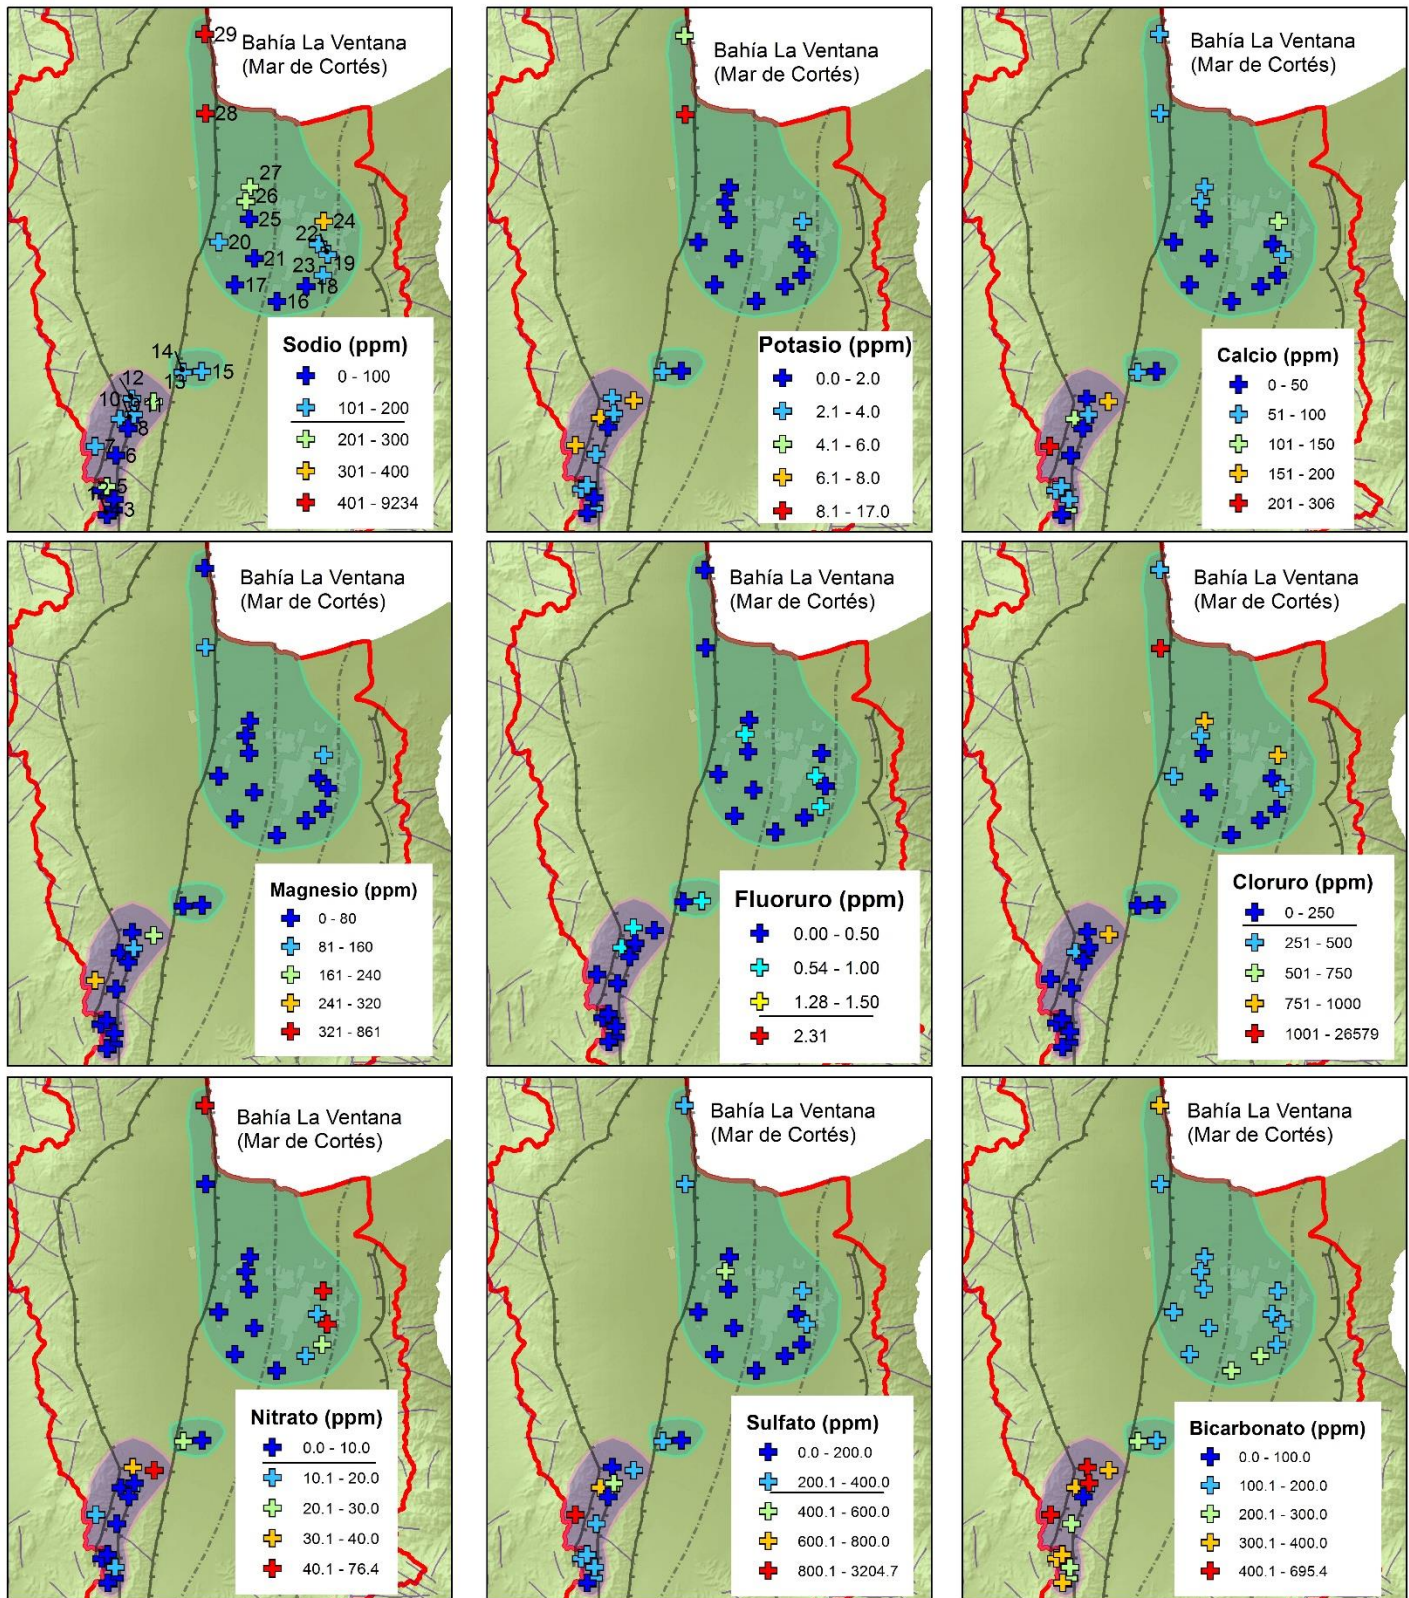 29
Bahía La Ventana
(Mar de Cortés)
28
27
26
25
24
22
20
21
19
23
17
18
16
14
15
13
12
10
8
7
6
5
3
Sodio (ppm)
0 - 100
101 - 200
201 - 300
301 - 400
401 - 9234
Bahía La Ventana
(Mar de Cortés)
Potasio (ppm)
0.0 - 2.0
2.1 - 4.0
4.1 - 6.0
6.1 - 8.0
8.1 - 17.0
Bahía La Ventana
(Mar de Cortés)
Calcio (ppm)
0 - 50
51 - 100
101 - 150
151 - 200
201 - 306
Bahía La Ventana
(Mar de Cortés)
Magnesio (ppm)
0 - 80
81 - 160
161 - 240
241 - 320
321 - 861
Bahía La Ventana
(Mar de Cortés)
Fluoruro (ppm)
0.00 - 0.50
0.54 - 1.00
1.28 - 1.50
2.31
Bahía La Ventana
(Mar de Cortés)
Cloruro (ppm)
0 - 250
251 - 500
501 - 750
751 - 1000
1001 - 26579
Bahía La Ventana
(Mar de Cortés)
Nitrato (ppm)
0.0 - 10.0
10.1 - 20.0
20.1 - 30.0
30.1 - 40.0
40.1 - 76.4
Bahía La Ventana
(Mar de Cortés)
Sulfato (ppm)
0.0 - 200.0
200.1 - 400.0
400.1 - 600.0
600.1 - 800.0
800.1 - 3204.7
Bahía La Ventana
(Mar de Cortés)
Bicarbonato (ppm)
0.0 - 100.0
100.1 - 200.0
200.1 - 300.0
300.1 - 400.0
400.1 - 695.4